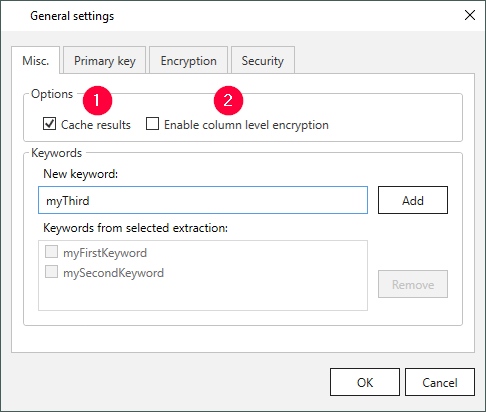 General settings
Misc. Primary key Encryption Security
Options
1 2
Cache results Enable column level encryption
Keywords
New keyword:
myThird Add
Keywords from selected extraction:
myFirstKeyword
mySecondKeyword
Remove
OK Cancel